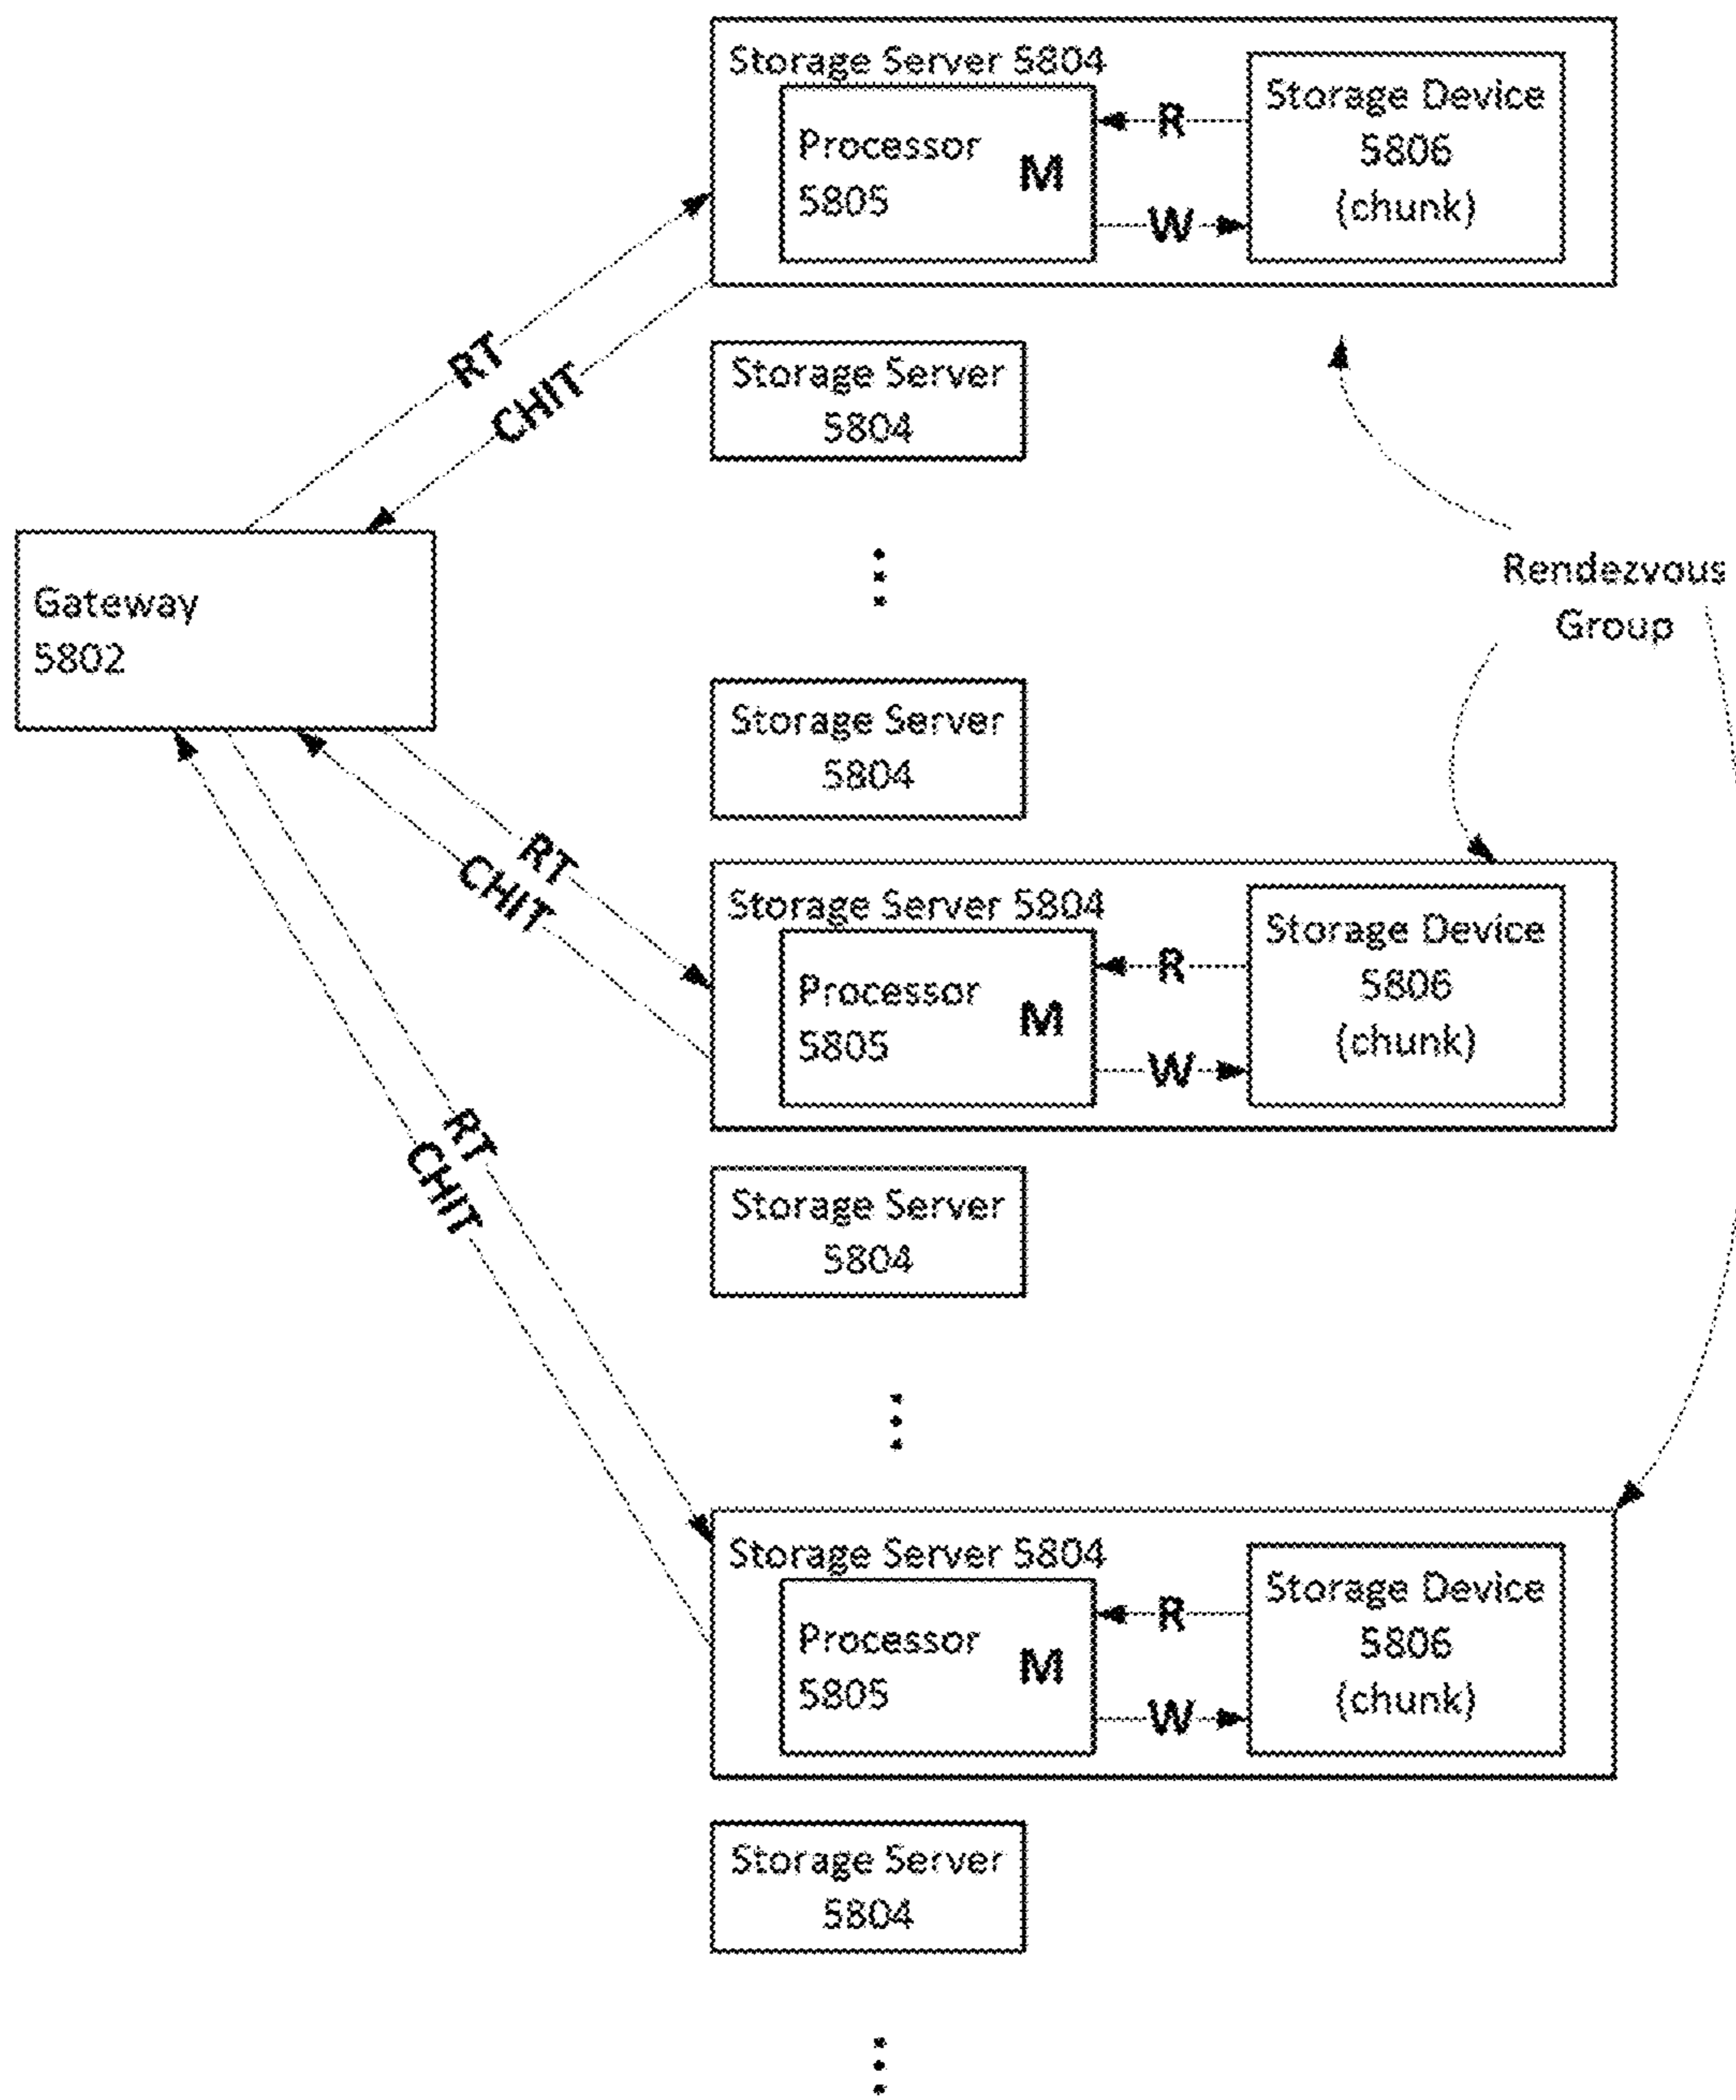 Storage Server 5804
Processor
5805
M
R
W
Storage Device
5806
(chunk)
RT
CHIT
Storage Server
5804
Gateway
5802
Rendezvous
Group
Storage Server
5804
RT
CHIT
Storage Server 5804
Processor
5805
M
R
W
Storage Device
5806
(chunk)
Storage Server
5804
RT
CHIT
Storage Server 5804
Processor
5805
M
R
W
Storage Device
5806
(chunk)
Storage Server
5804